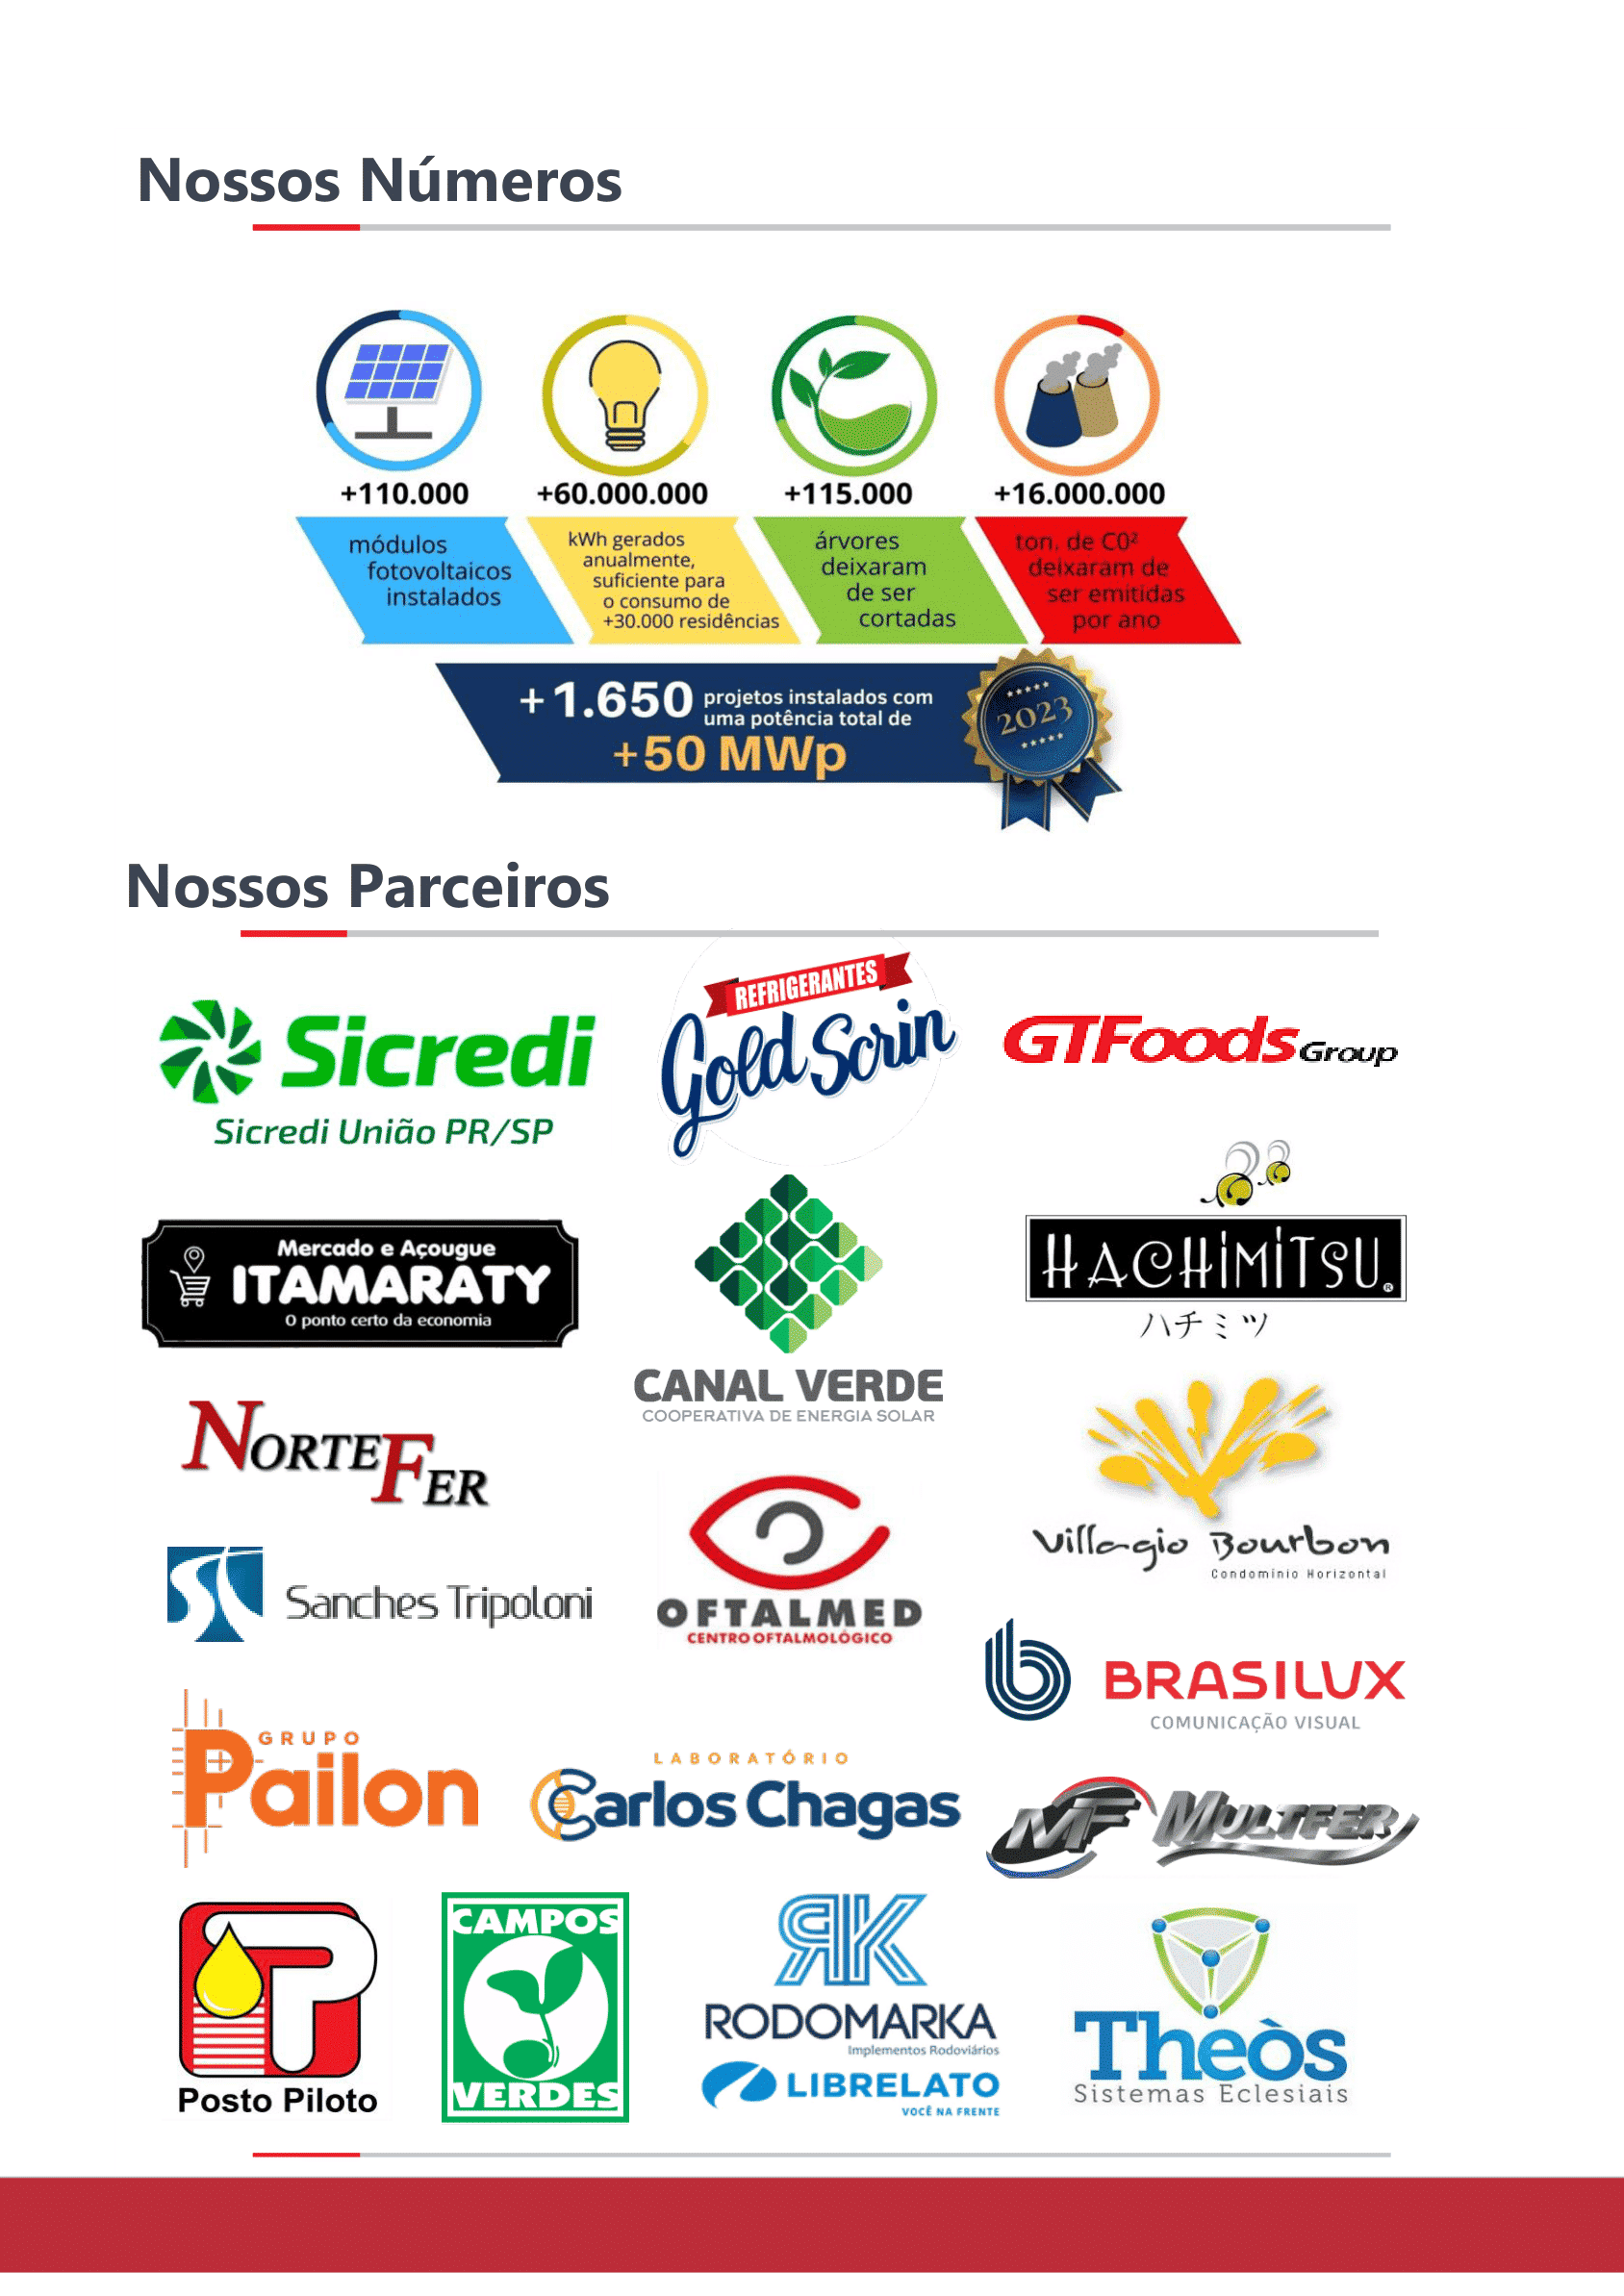 Nossos Números
+110.000
módulos
fotovoltaicos
instalados
+60.000.000
kWh gerados
anualmente,
suficiente para
o consumo de
+30.000 residências
+115.000
árvores
deixaram
de ser
cortadas
+16.000.000
ton. de C0²
deixaram de
ser emitidas
por ano
+1.650 projetos instalados com
uma potência total de
+50 MWp
2023
Nossos Parceiros
Sicredi
Sicredi União PR/SP
REFRIGERANTES
Gold Scrin
GTFoods Group
Mercado e Açougue
ITAMARATY
O ponto certo da economia
CANAL VERDE
COOPERATIVA DE ENERGIA SOLAR
HACHiMiTSU®
ハチミツ
NORTEFER
OFTALMED
CENTRO OFTALMOLÓGICO
Villagio Bourbon
Condomínio Horizontal
Sanches Tripoloni
BRASILUX
COMUNICAÇÃO VISUAL
GRUPO
Pailon
LABORATÓRIO
Carlos Chagas
MF MULTFER
P
Posto Piloto
CAMPOS
VERDES
RK
RODOMARKA
Implementos Rodoviários
LIBRELATO
VOCÊ NA FRENTE
Theòs
Sistemas Eclesiais